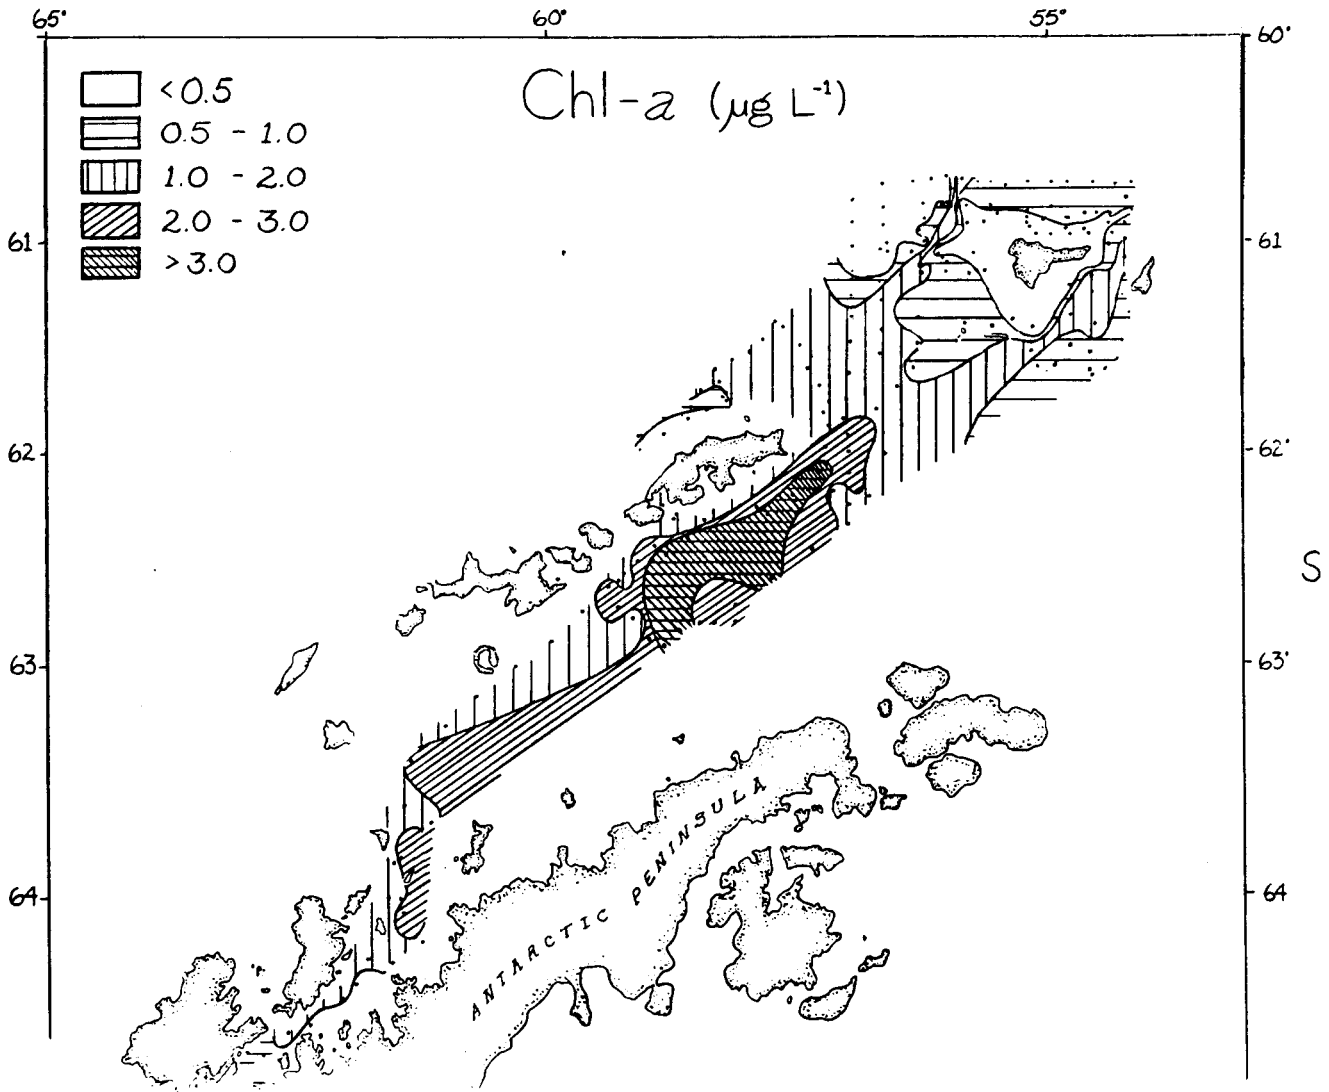 65° 60° 55°
60°
Chl-a (µg L⁻¹)
<0.5
0.5 - 1.0
1.0 - 2.0
2.0 - 3.0
>3.0
61 61
62 62°
S
63 63°
64 64
ANTARCTIC PENINSULA